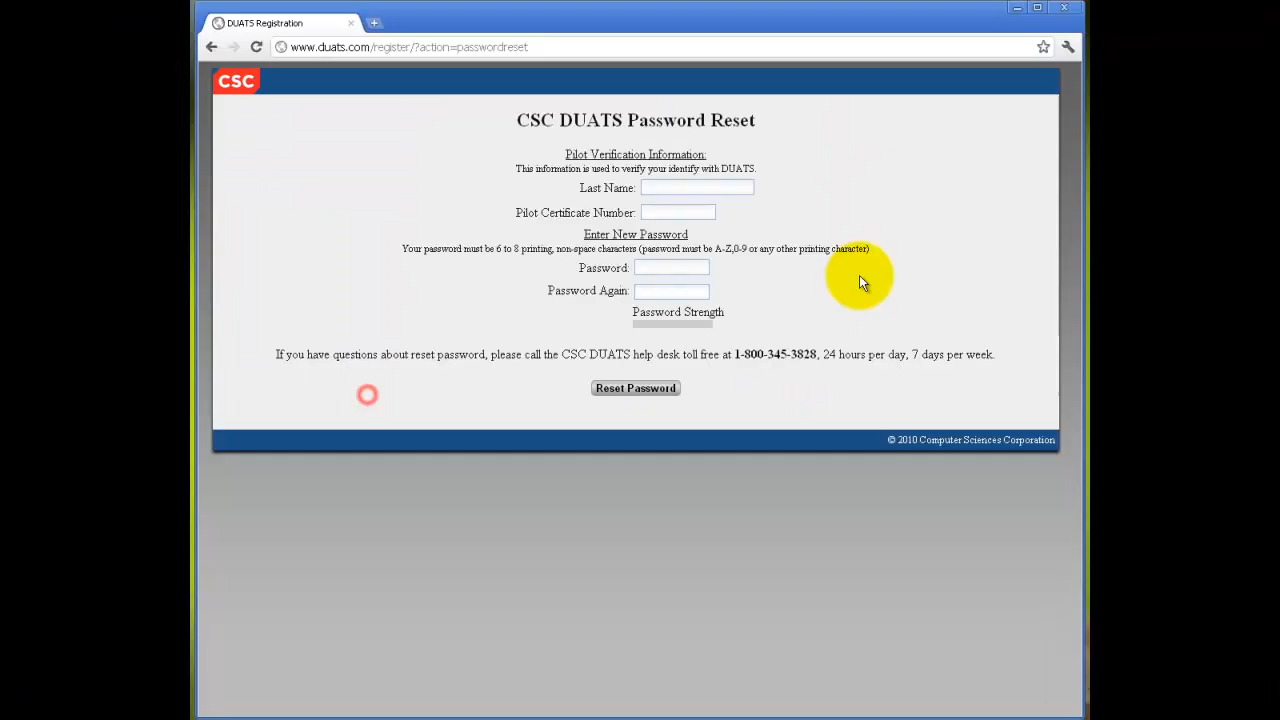 DUATS Registration
www.duats.com/register/?action=passwordreset
CSC
CSC DUATS Password Reset
Pilot Verification Information:
This information is used to verify your identify with DUATS.
Last Name:
Pilot Certificate Number:
Enter New Password
Your password must be 6 to 8 printing, non-space characters (password must be A-Z,0-9 or any other printing character)
Password:
Password Again:
Password Strength
If you have questions about reset password, please call the CSC DUATS help desk toll free at 1-800-345-3828, 24 hours per day, 7 days per week.
Reset Password
© 2010 Computer Sciences Corporation